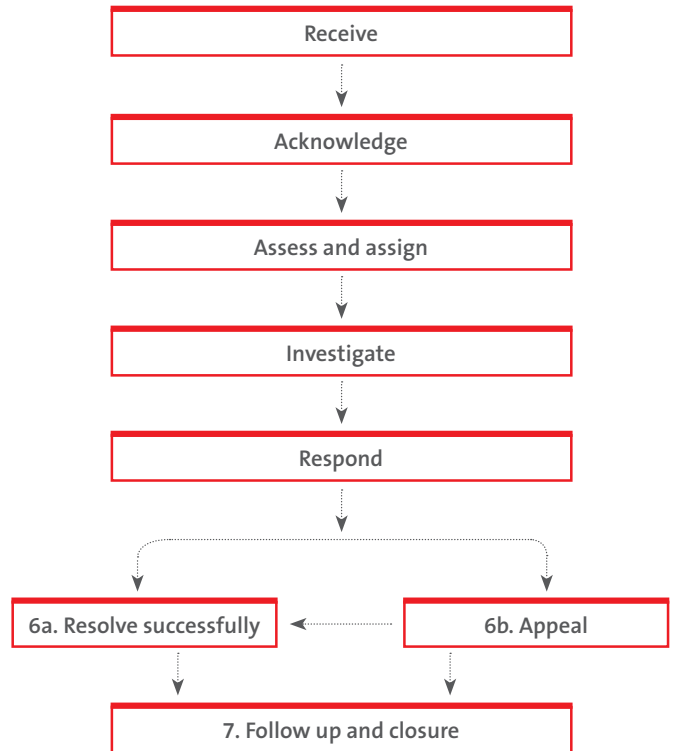 Receive
Acknowledge
Assess and assign
Investigate
Respond
6a. Resolve successfully
6b. Appeal
7. Follow up and closure